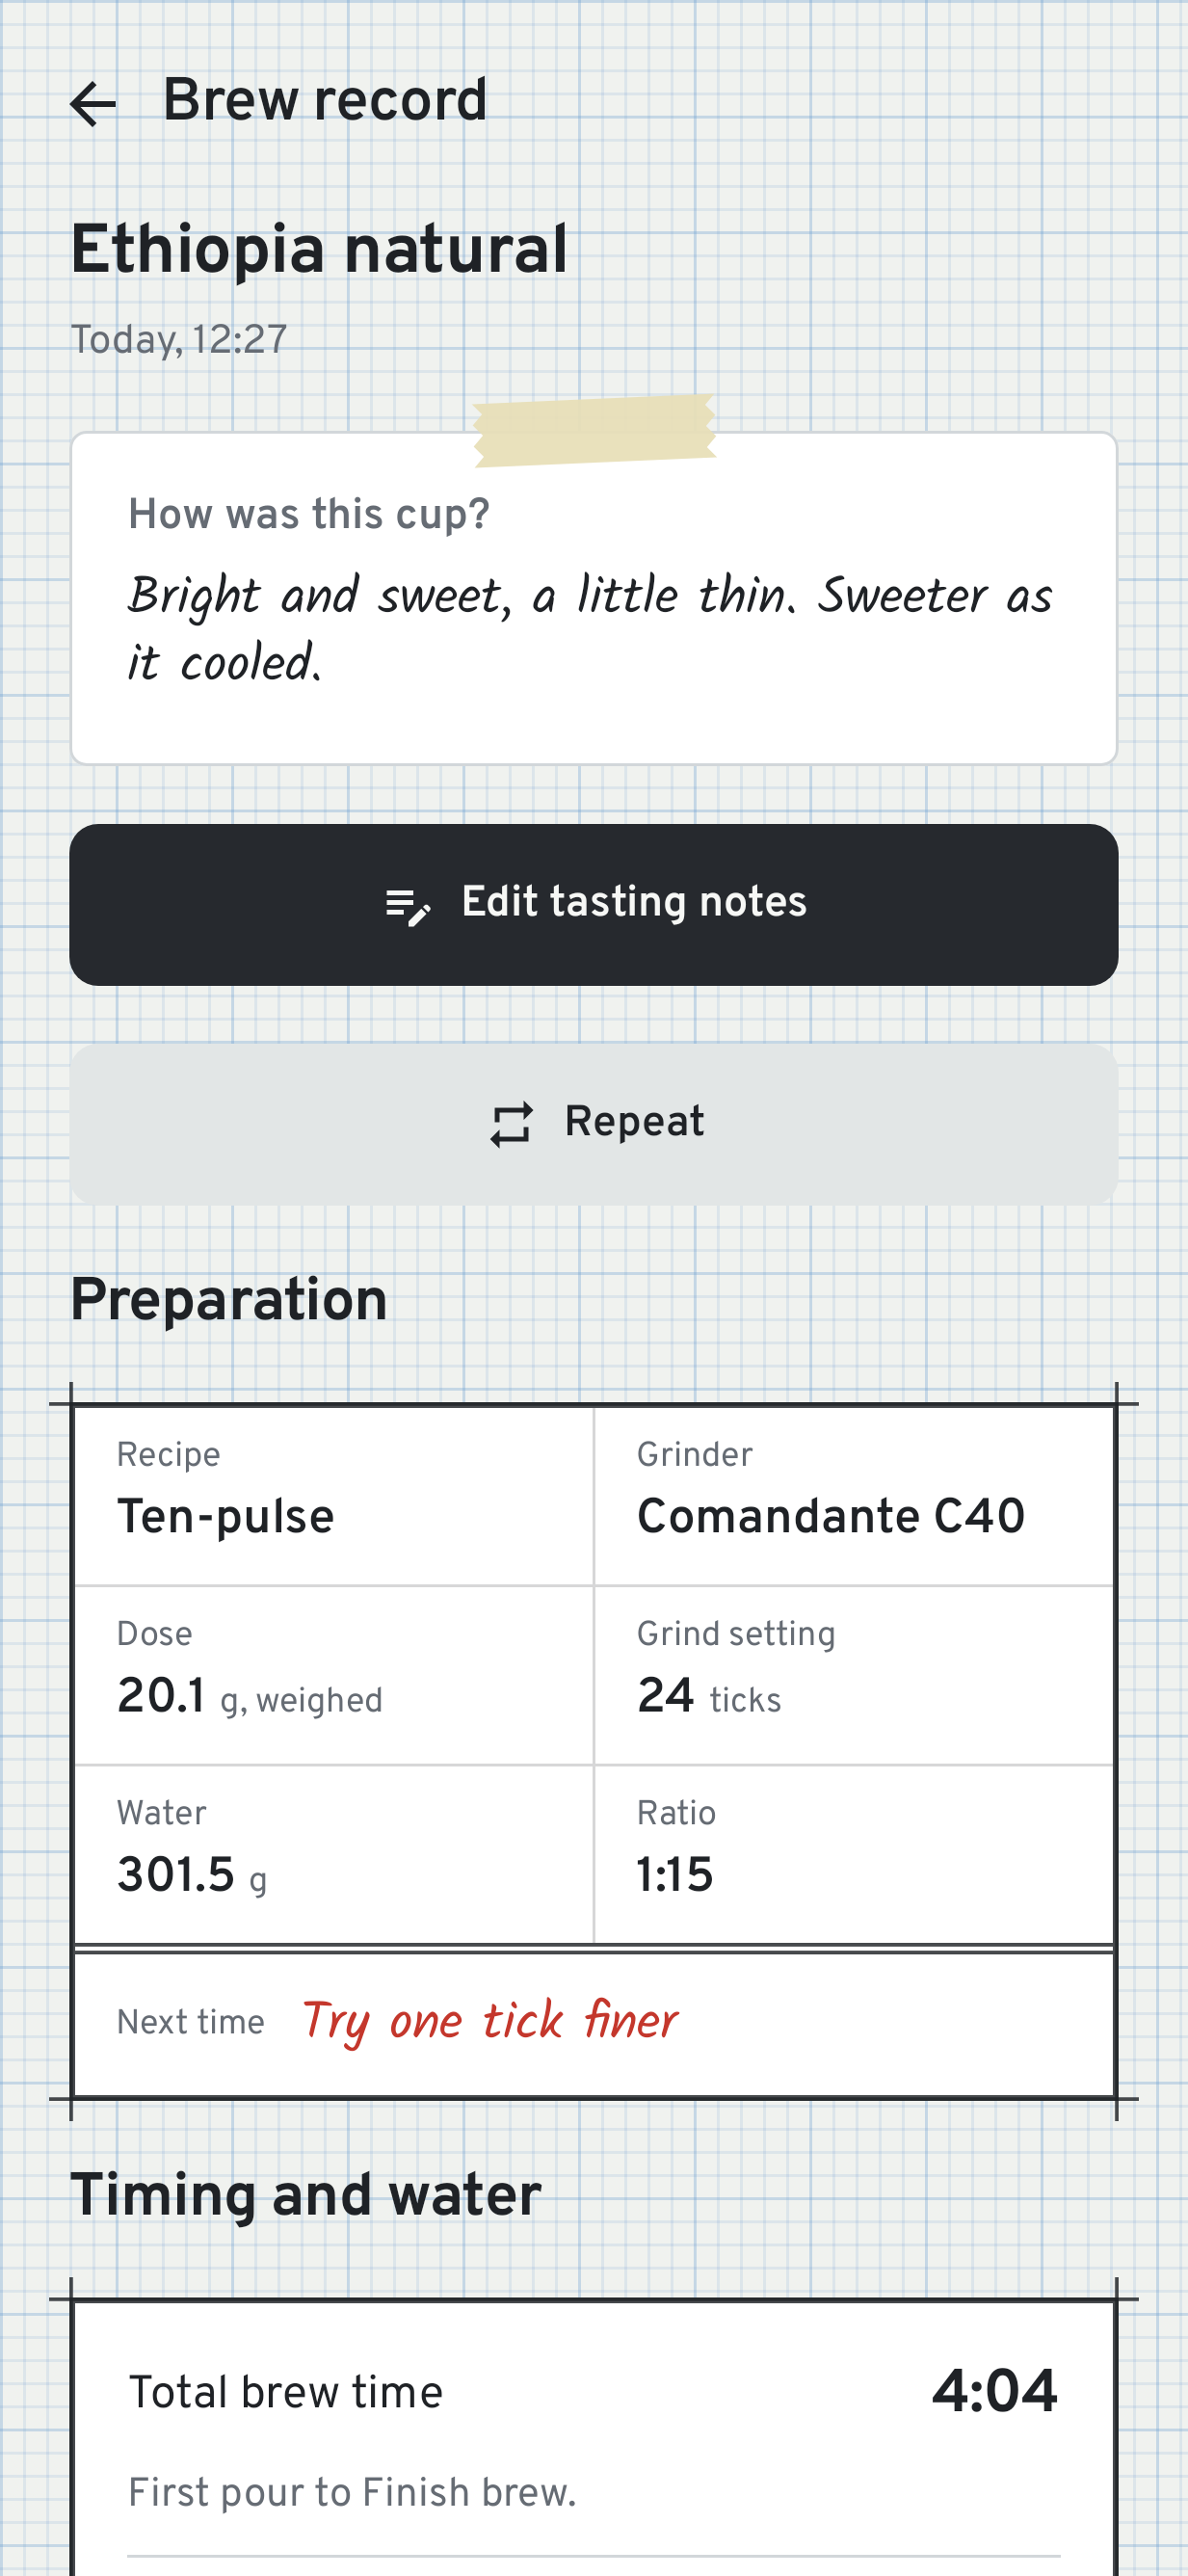 Brew record
Ethiopia natural
Today, 12:27
How was this cup?
Bright and sweet, a little thin. Sweeter as
it cooled.
Edit tasting notes
Repeat
Preparation
Recipe
Ten-pulse
Grinder
Comandante C40
Dose
20.1 g, weighed
Grind setting
24 ticks
Water
301.5 g
Ratio
1:15
Next time Try one tick finer
Timing and water
Total brew time 4:04
First pour to Finish brew.